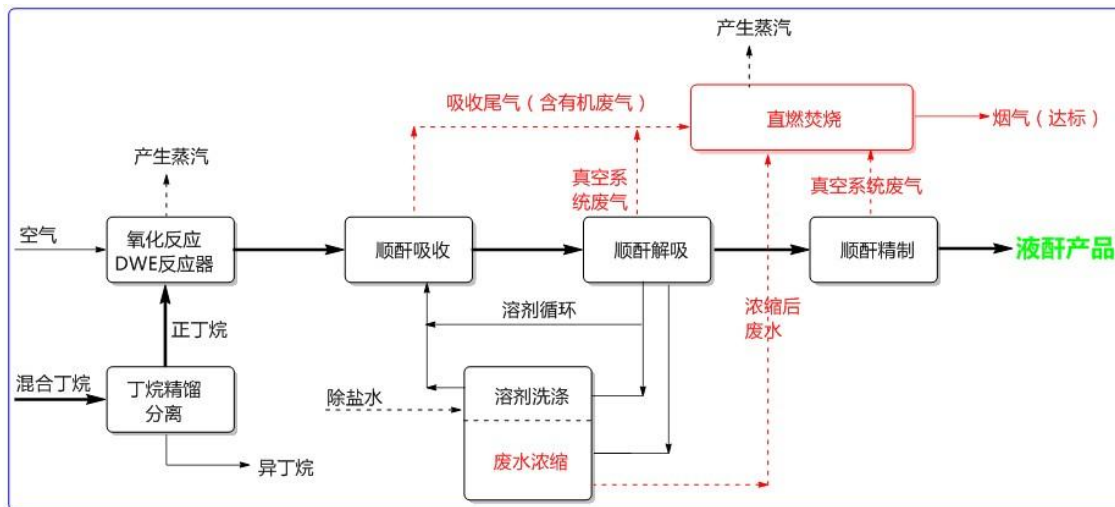 产生蒸汽
吸收尾气（含有机废气）
直燃焚烧
烟气（达标）
产生蒸汽
真空系
统废气
真空系统废气
空气
氧化反应
DWE反应器
顺酐吸收
顺酐解吸
顺酐精制
液酐产品
正丁烷
溶剂循环
浓缩后
废水
混合丁烷
丁烷精馏
分离
除盐水
溶剂洗涤
废水浓缩
异丁烷